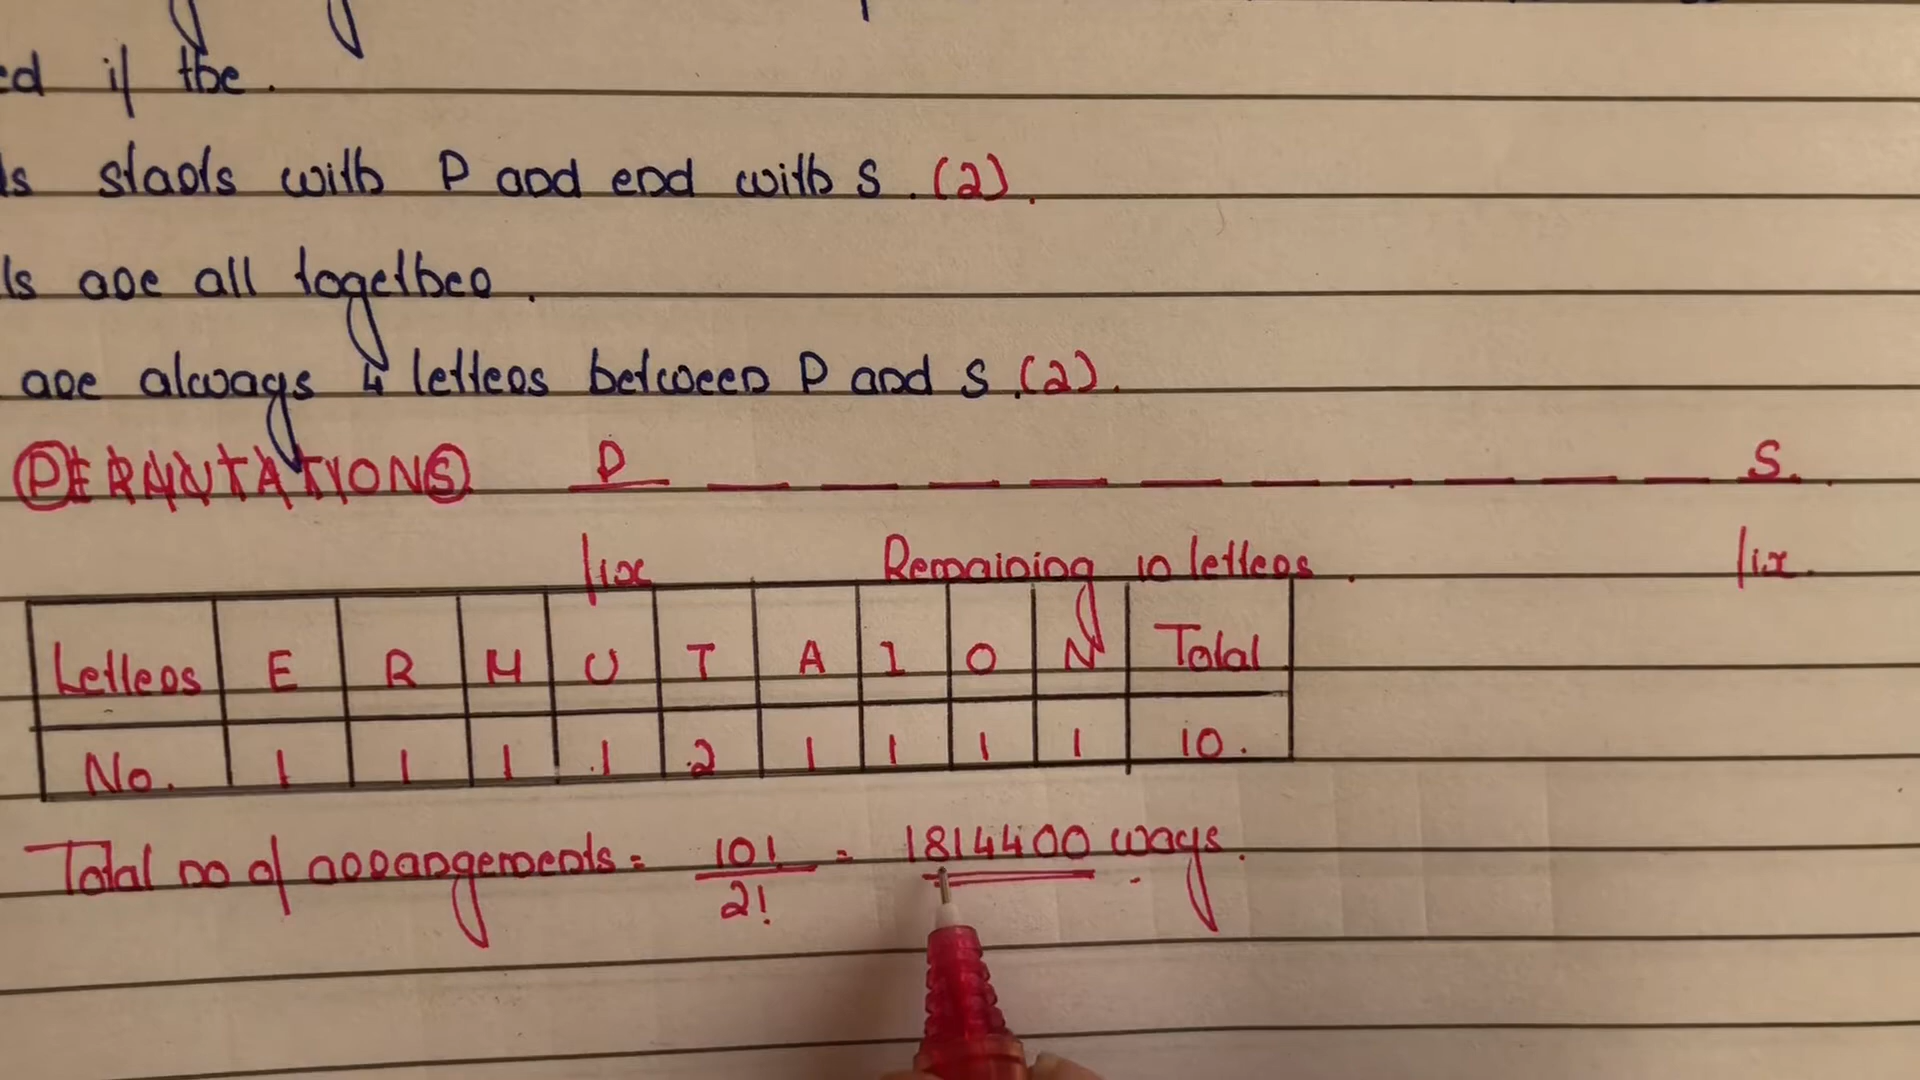 ed if the.
ls starts with P and end with S. (2).
ls are all together.
are always 4 letters between P and S. (2).
PERMUTATIONS P _ _ _ _ _ _ _ _ _ _ S.
fix Remaining 10 letters. fix.
Letters E R M U T A I O N Total
No. 1 1 1 1 2 1 1 1 1 10.
Total no of arrangements = 10! / 2! = 1814400 ways.